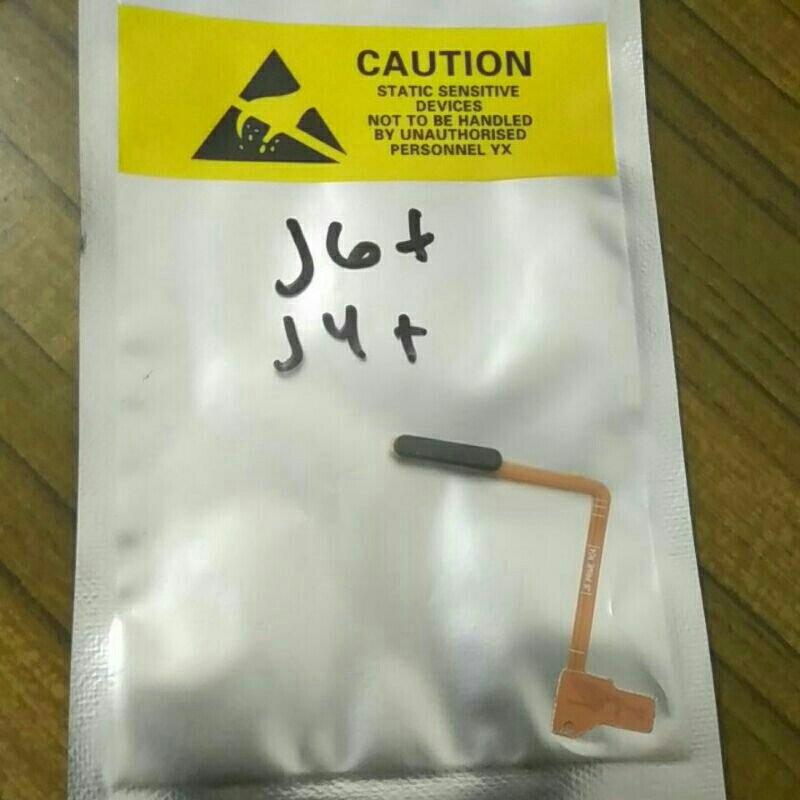 CAUTION
STATIC SENSITIVE
DEVICES
NOT TO BE HANDLED
BY UNAUTHORISED
PERSONNEL YX
J6+
J4+